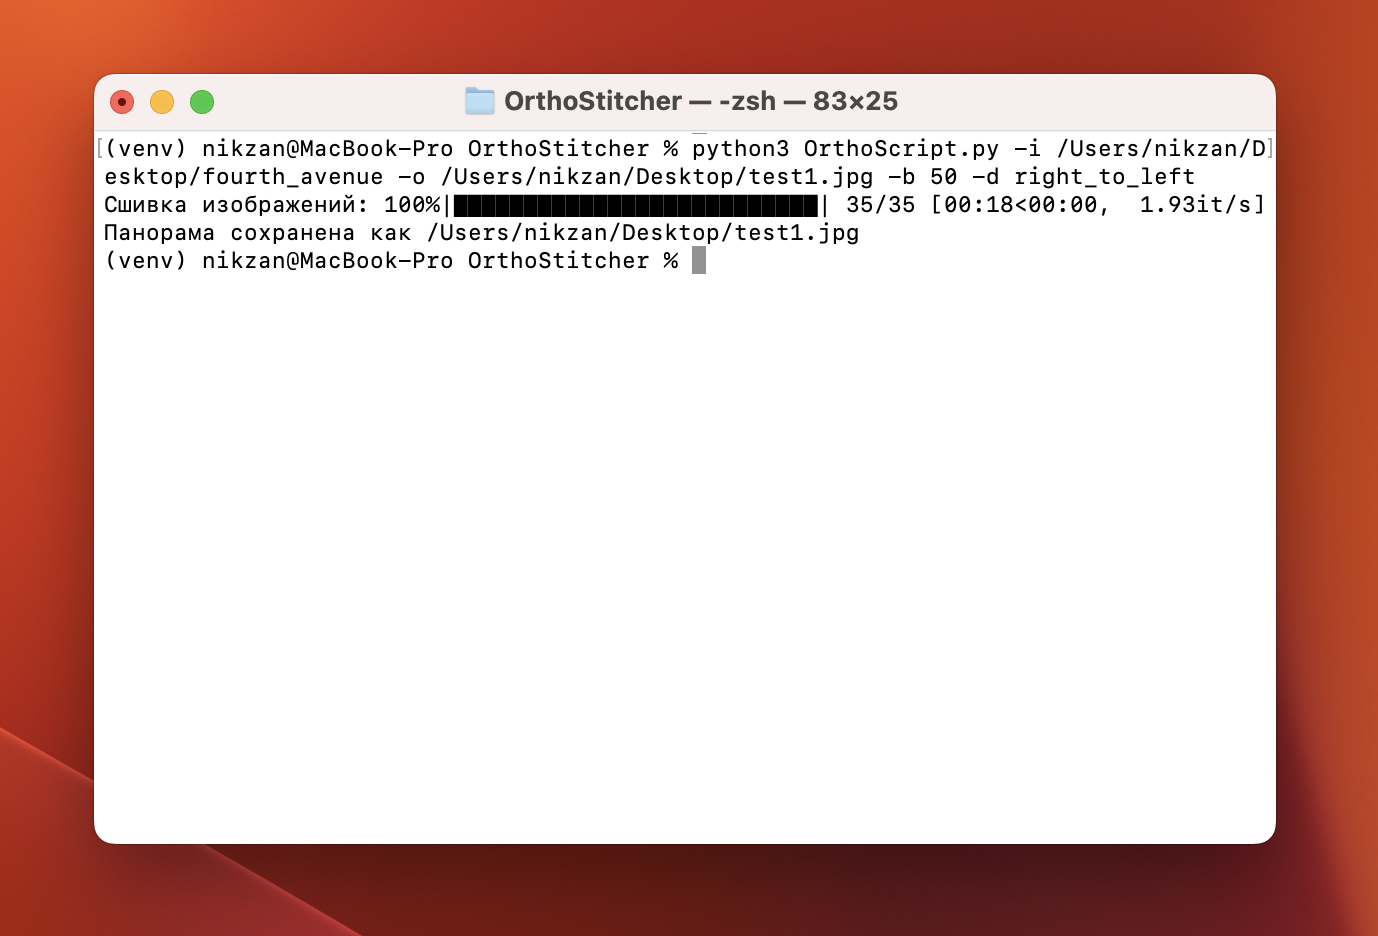 OrthoStitcher — -zsh — 83×25
(venv) nikzan@MacBook-Pro OrthoStitcher % python3 OrthoScript.py -i /Users/nikzan/D
esktop/fourth_avenue -o /Users/nikzan/Desktop/test1.jpg -b 50 -d right_to_left
Сшивка изображений: 100%|██████████████████████████| 35/35 [00:18<00:00,  1.93it/s]
Панорама сохранена как /Users/nikzan/Desktop/test1.jpg
(venv) nikzan@MacBook-Pro OrthoStitcher %